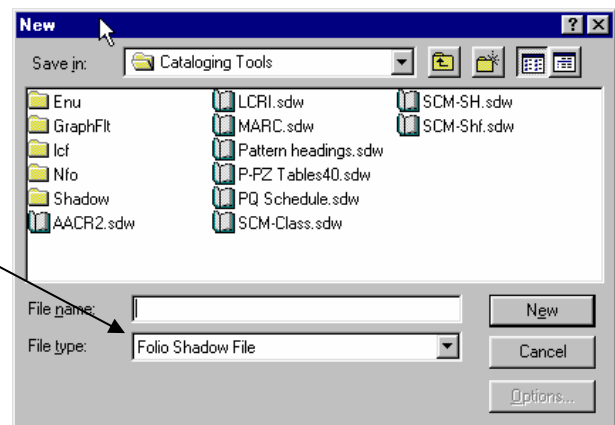 New
Save in: Cataloging Tools
Enu LCRI.sdw SCM-SH.sdw
GraphFlt MARC.sdw SCM-Shf.sdw
Icf Pattern headings.sdw
Nfo P-PZ Tables40.sdw
Shadow PQ Schedule.sdw
AACR2.sdw SCM-Class.sdw
File name: New
File type: Folio Shadow File Cancel
Options...